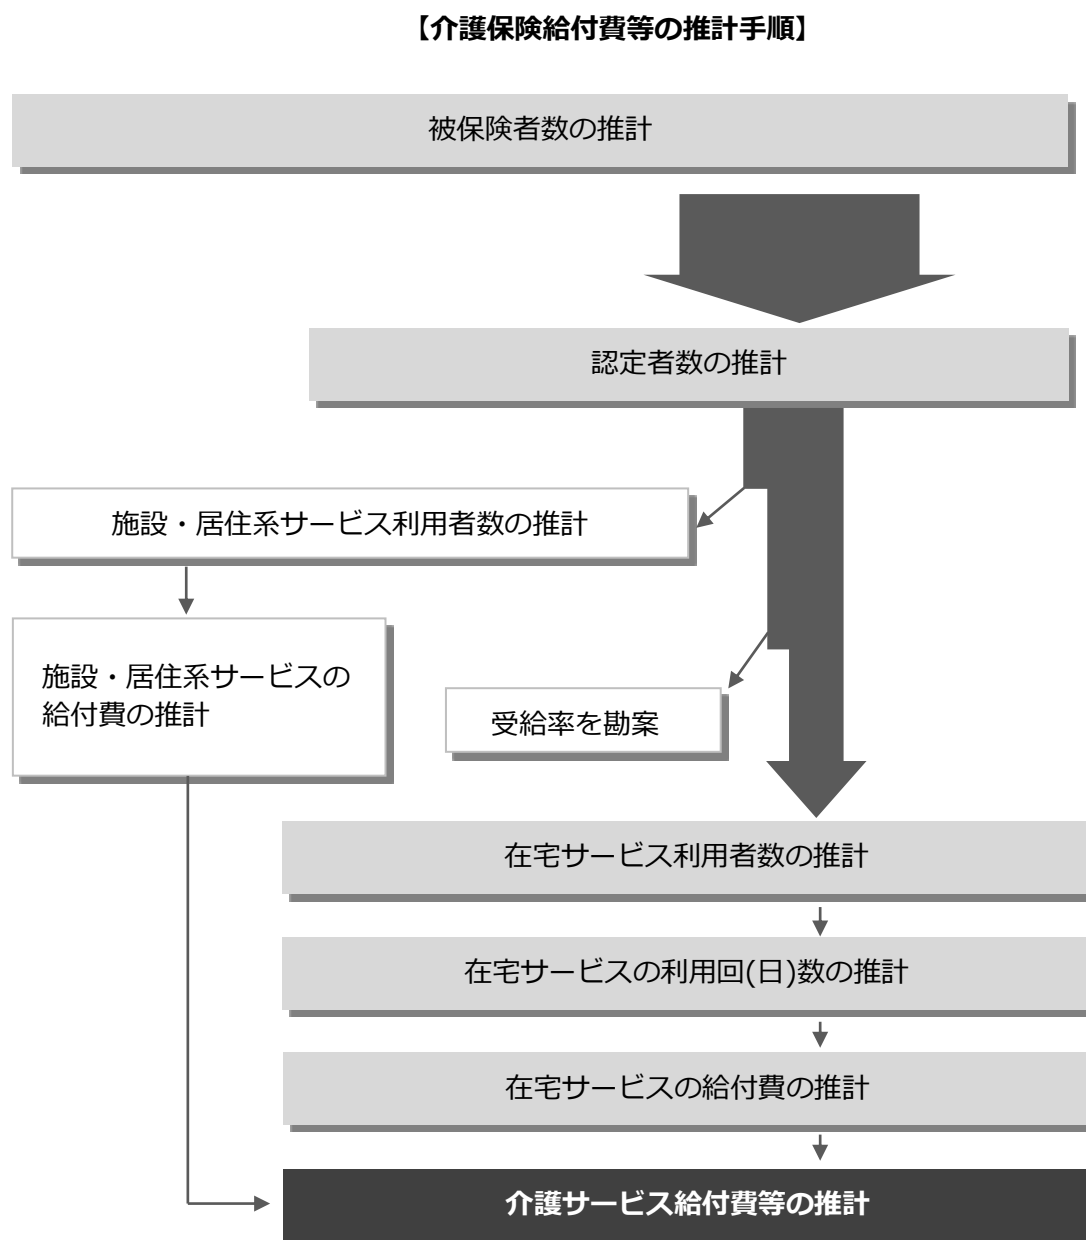 【介護保険給付費等の推計手順】
被保険者数の推計
認定者数の推計
施設・居住系サービス利用者数の推計
施設・居住系サービスの
給付費の推計
受給率を勘案
在宅サービス利用者数の推計
在宅サービスの利用回(日)数の推計
在宅サービスの給付費の推計
介護サービス給付費等の推計